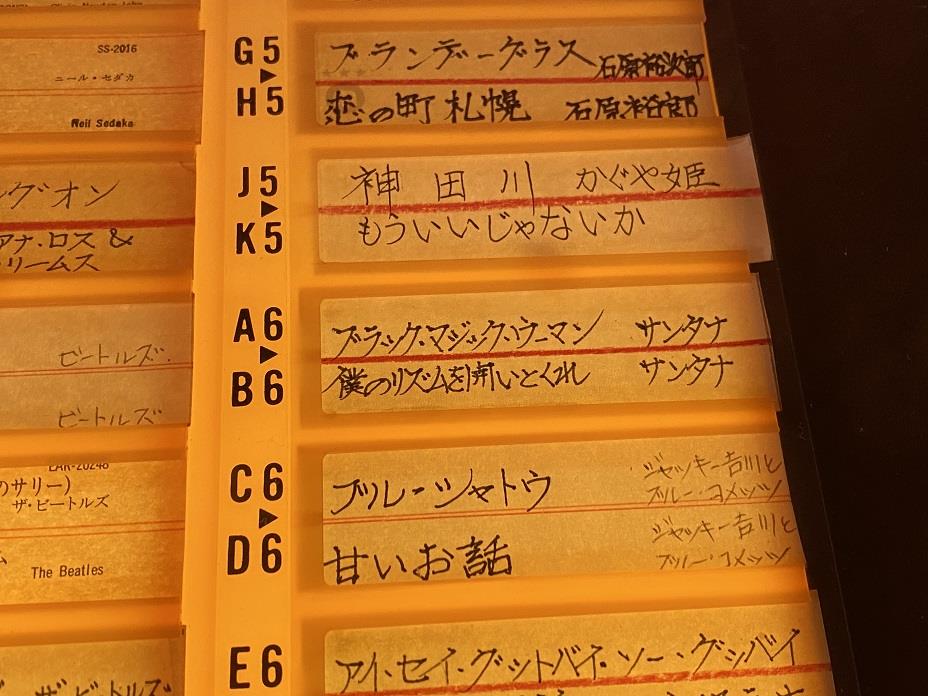 SS-2016
ニール・セダカ
Neil Sedaka
グオン
アナ・ロス &
リームス
ビートルズ.
ビートルズ
LAR-20248
のサリー)
ザ・ビートルズ
ム
The Beatles
ザ・ビートルズ
G5
ブランデーグラス 石原裕次郎
H5
恋の町札幌 石原裕郎
J5
神田川 かぐや姫
K5
もういいじゃないか
A6
ブラック・マジック・ウーマン サンタナ
B6
僕のリズムを聞いとくれ サンタナ
C6
ブルー・シャトウ ジャッキー吉川と
ブルー・コメッツ
D6
甘いお話 ジャッキー吉川と
ブルー・コメッツ
E6
アイ・セイ・グットバイ・ソー・グッバイ